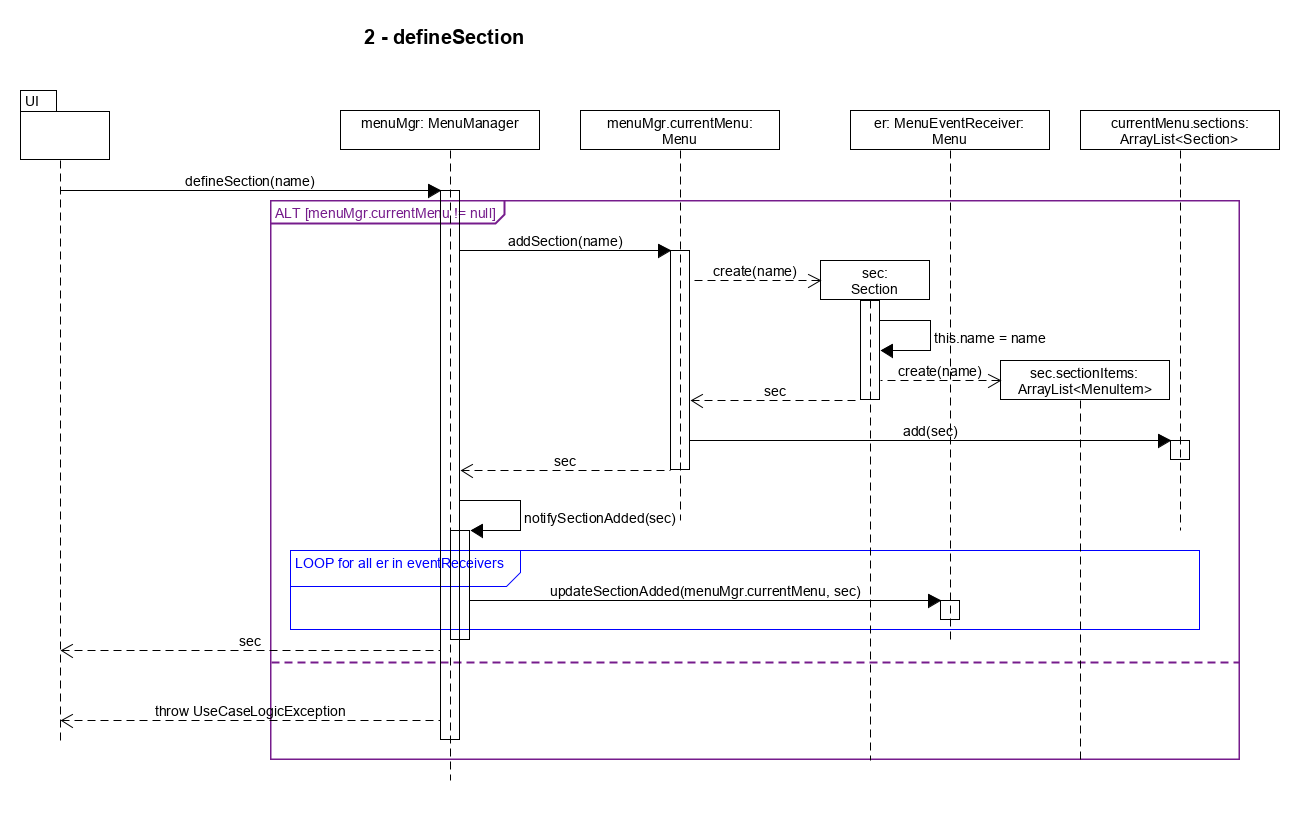 2 - defineSection
UI
menuMgr: MenuManager
menuMgr.currentMenu:
Menu
er: MenuEventReceiver:
Menu
currentMenu.sections:
ArrayList<Section>
defineSection(name)
ALT [menuMgr.currentMenu != null]
addSection(name)
create(name)
sec:
Section
this.name = name
create(name)
sec.sectionItems:
ArrayList<MenuItem>
sec
add(sec)
sec
notifySectionAdded(sec)
LOOP for all er in eventReceivers
updateSectionAdded(menuMgr.currentMenu, sec)
sec
throw UseCaseLogicException